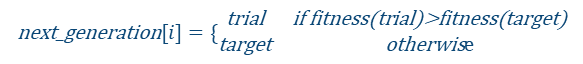 next_generation[i] = { trial if fitness(trial)>fitness(target)
target otherwise